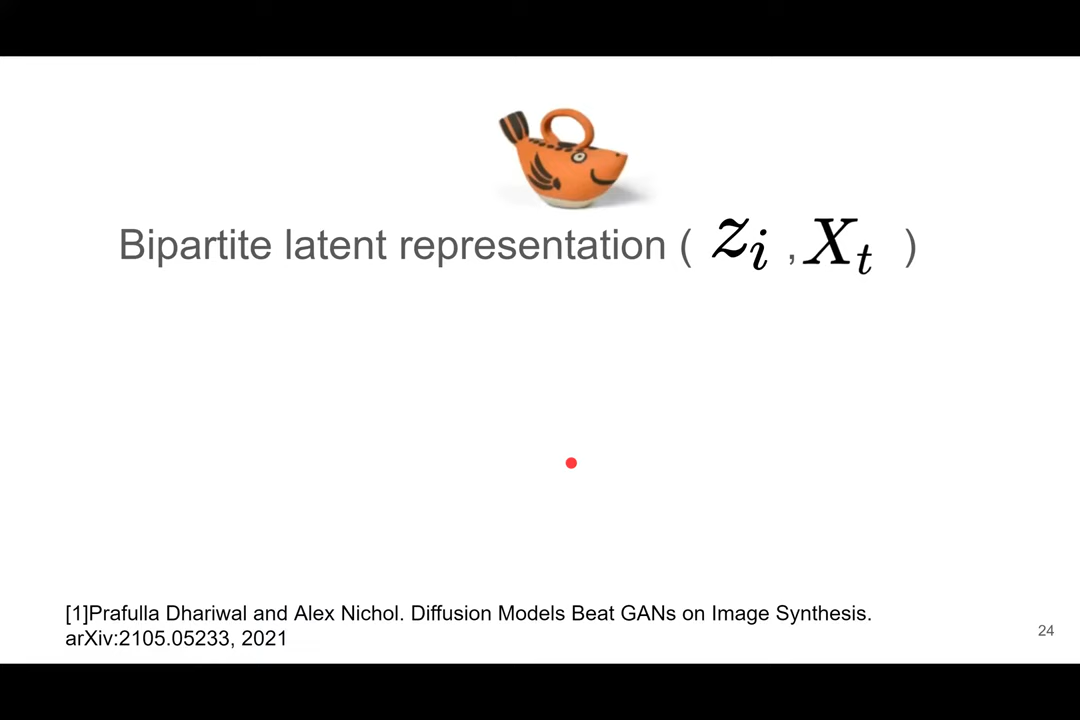 Bipartite latent representation ( z_i , X_t )
[1]Prafulla Dhariwal and Alex Nichol. Diffusion Models Beat GANs on Image Synthesis.
arXiv:2105.05233, 2021
24